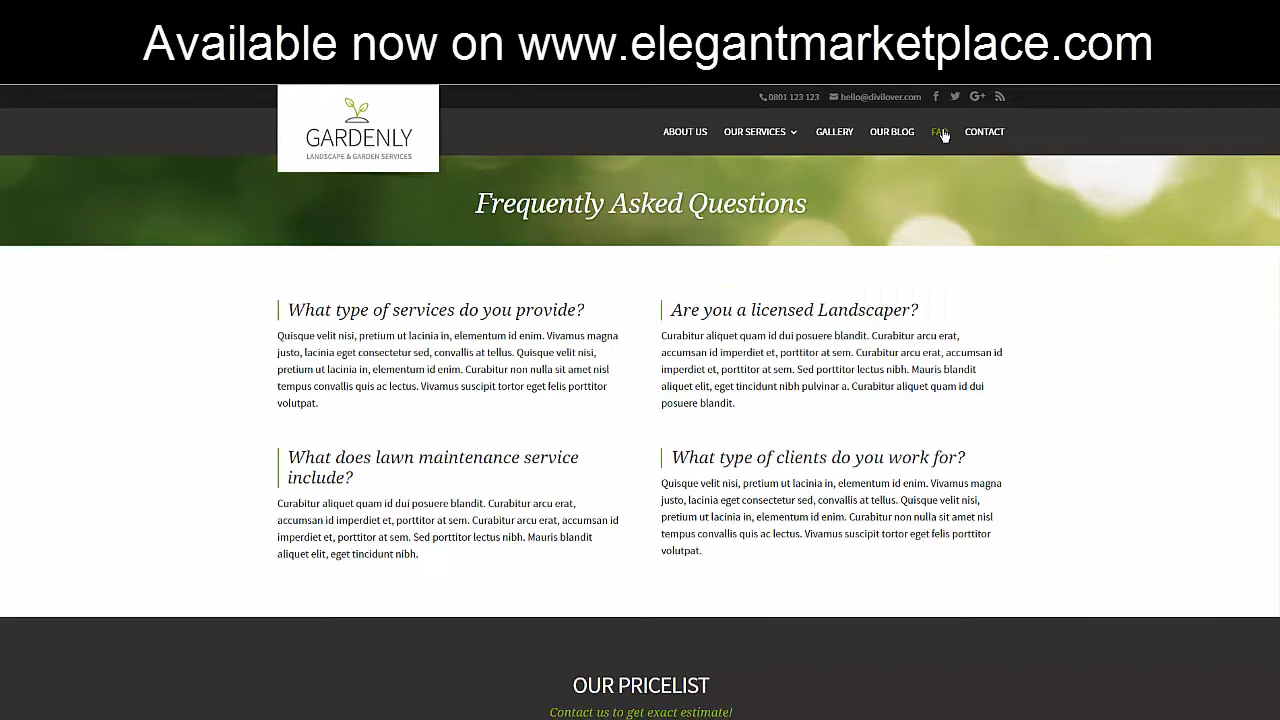 Available now on www.elegantmarketplace.com
0801 123 123 hello@divilover.com
GARDENLY
LANDSCAPE & GARDEN SERVICES
ABOUT US OUR SERVICES GALLERY OUR BLOG FAQ CONTACT
Frequently Asked Questions
What type of services do you provide?
Quisque velit nisi, pretium ut lacinia in, elementum id enim. Vivamus magna
justo, lacinia eget consectetur sed, convallis at tellus. Quisque velit nisi,
pretium ut lacinia in, elementum id enim. Curabitur non nulla sit amet nisl
tempus convallis quis ac lectus. Vivamus suscipit tortor eget felis porttitor
volutpat.
Are you a licensed Landscaper?
Curabitur aliquet quam id dui posuere blandit. Curabitur arcu erat,
accumsan id imperdiet et, porttitor at sem. Curabitur arcu erat, accumsan id
imperdiet et, porttitor at sem. Sed porttitor lectus nibh. Mauris blandit
aliquet elit, eget tincidunt nibh pulvinar a. Curabitur aliquet quam id dui
posuere blandit.
What does lawn maintenance service
include?
Curabitur aliquet quam id dui posuere blandit. Curabitur arcu erat,
accumsan id imperdiet et, porttitor at sem. Curabitur arcu erat, accumsan id
imperdiet et, porttitor at sem. Sed porttitor lectus nibh. Mauris blandit
aliquet elit, eget tincidunt nibh.
What type of clients do you work for?
Quisque velit nisi, pretium ut lacinia in, elementum id enim. Vivamus magna
justo, lacinia eget consectetur sed, convallis at tellus. Quisque velit nisi,
pretium ut lacinia in, elementum id enim. Curabitur non nulla sit amet nisl
tempus convallis quis ac lectus. Vivamus suscipit tortor eget felis porttitor
volutpat.
OUR PRICELIST
Contact us to get exact estimate!